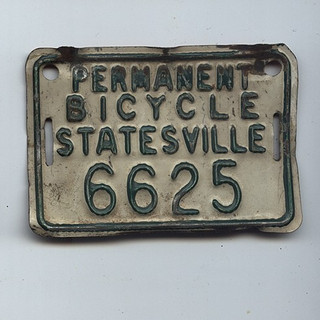 PERMANENT
BICYCLE
STATESVILLE
6625